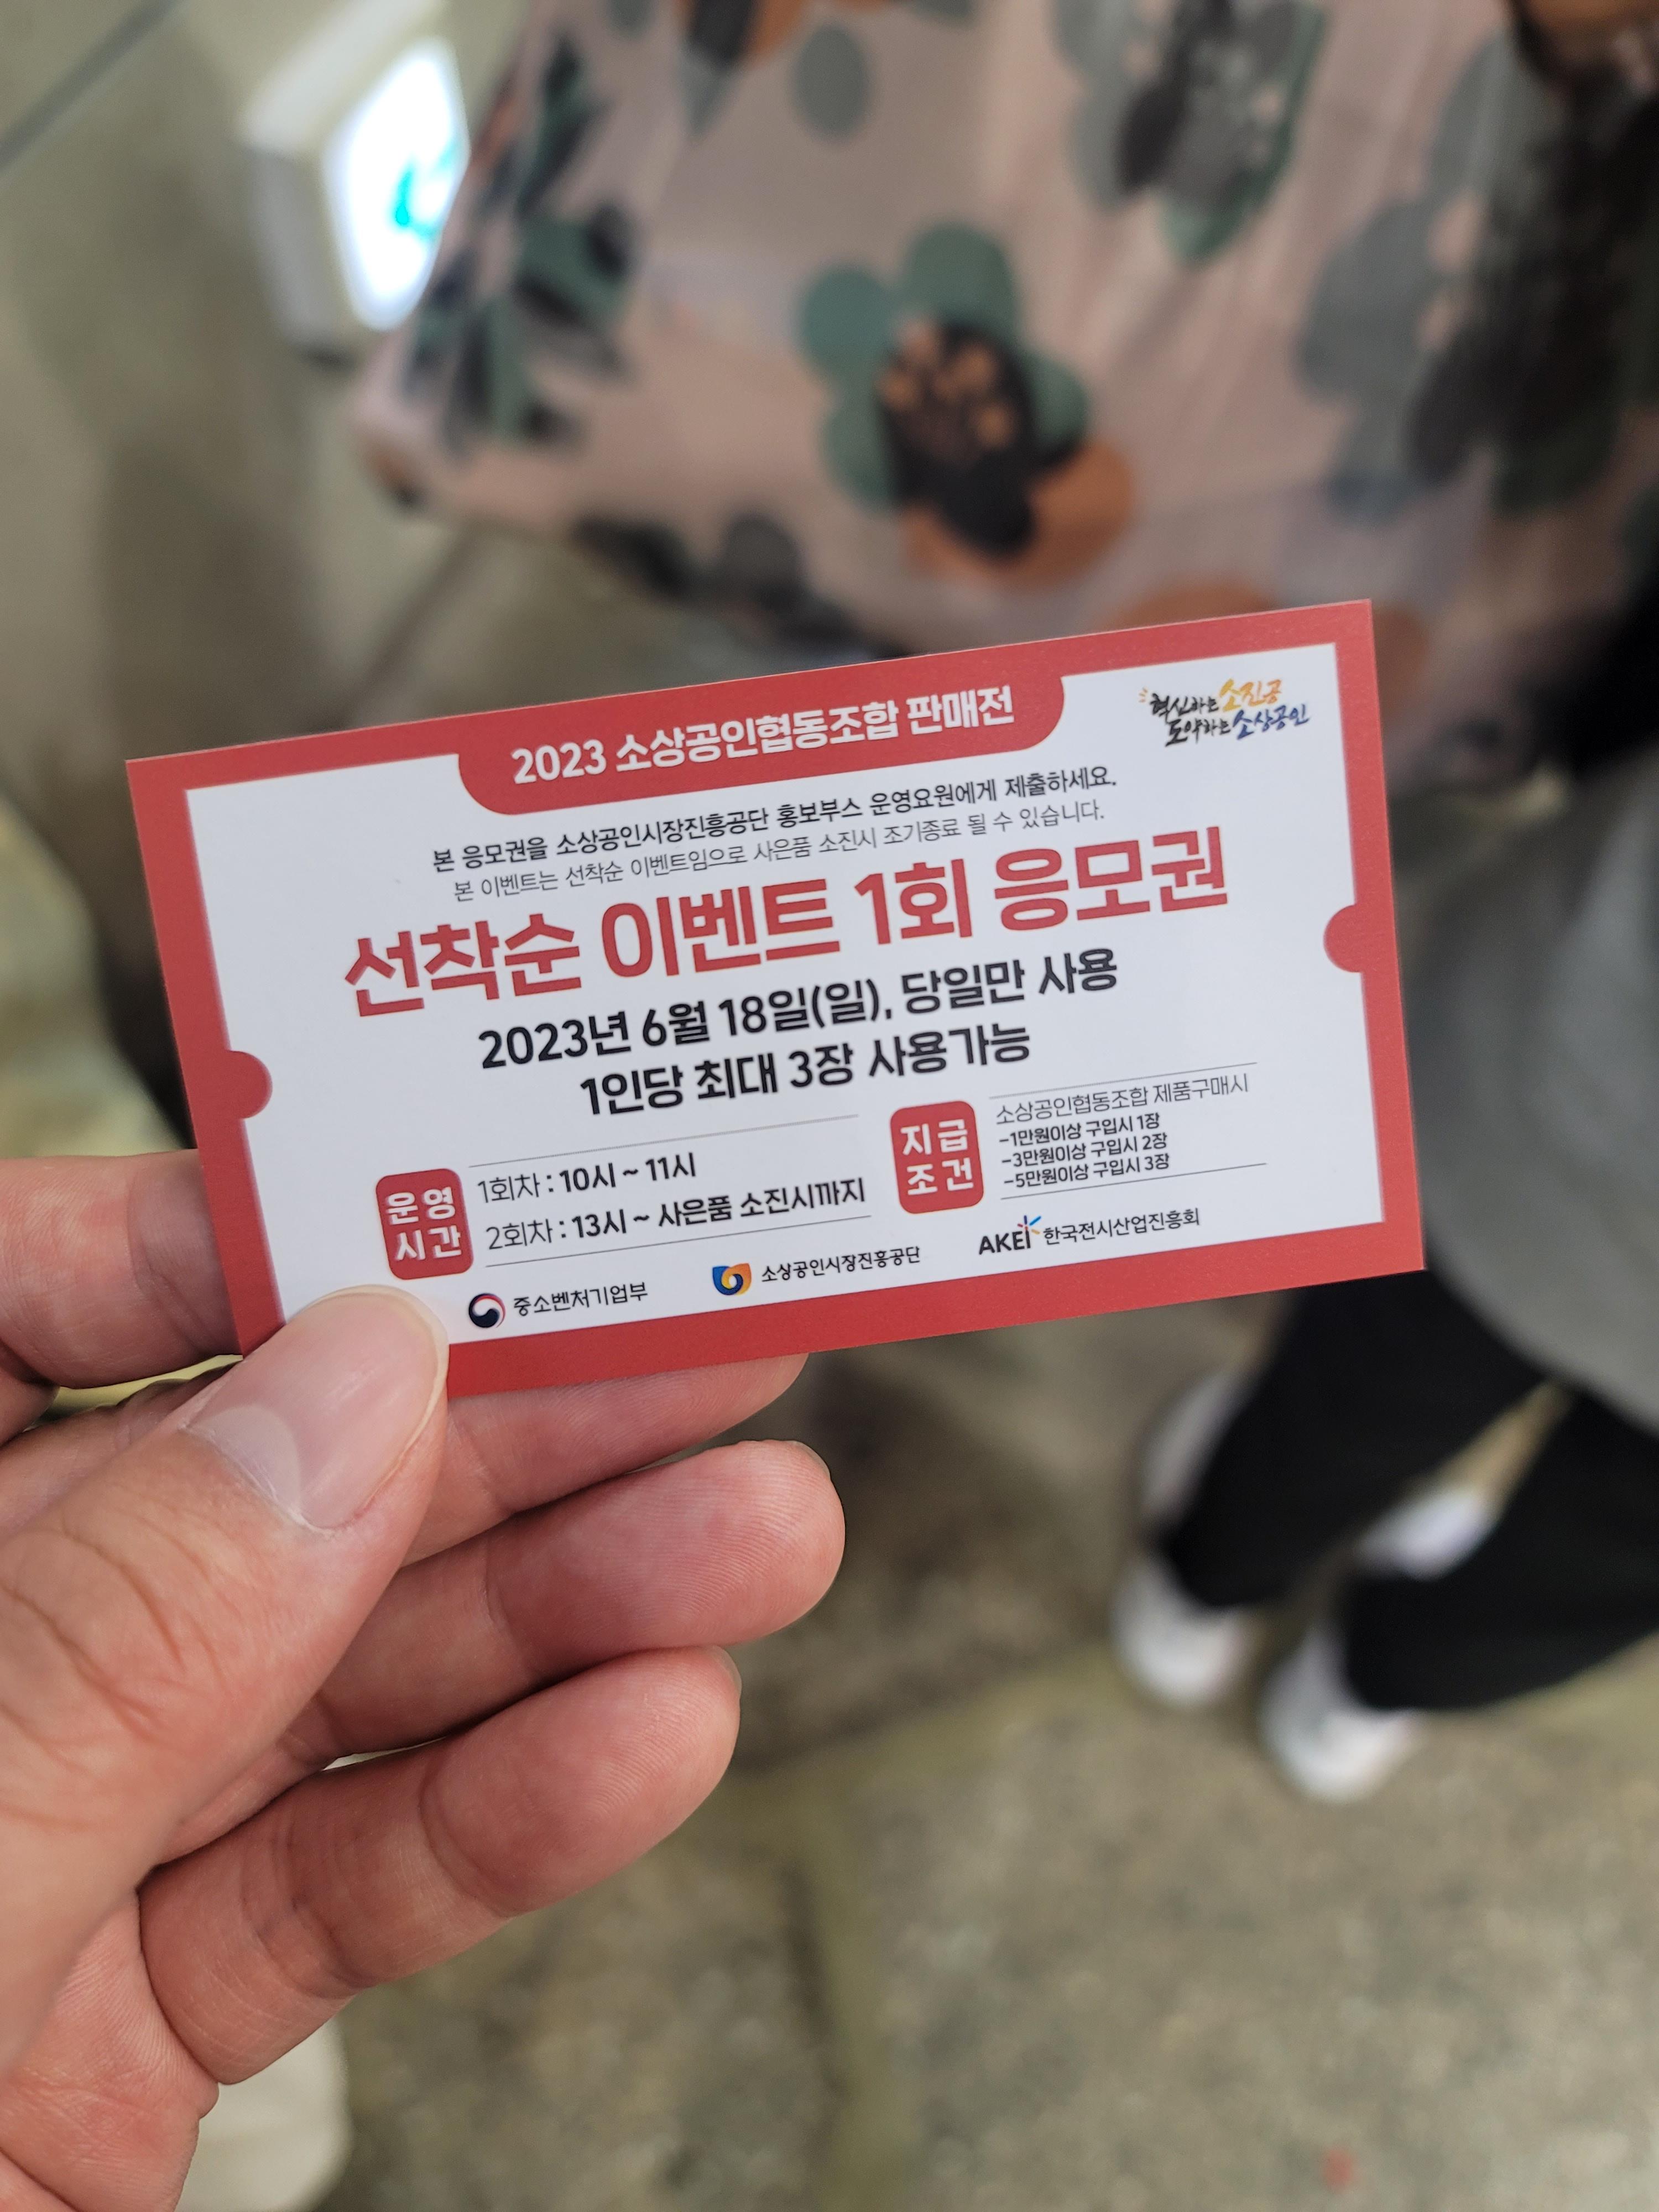 2023 소상공인협동조합 판매전
혁신하는 소진공
도약하는 소상공인
본 응모권을 소상공인시장진흥공단 홍보부스 운영요원에게 제출하세요.
본 이벤트는 선착순 이벤트임으로 사은품 소진시 조기종료 될 수 있습니다.
선착순 이벤트 1회 응모권
2023년 6월 18일(일), 당일만 사용
1인당 최대 3장 사용가능
운영
시간
1회차 : 10시 ~ 11시
2회차 : 13시 ~ 사은품 소진시까지
지급
조건
소상공인협동조합 제품구매시
-1만원이상 구입시 1장
-3만원이상 구입시 2장
-5만원이상 구입시 3장
중소벤처기업부
소상공인시장진흥공단
AKEI 한국전시산업진흥회